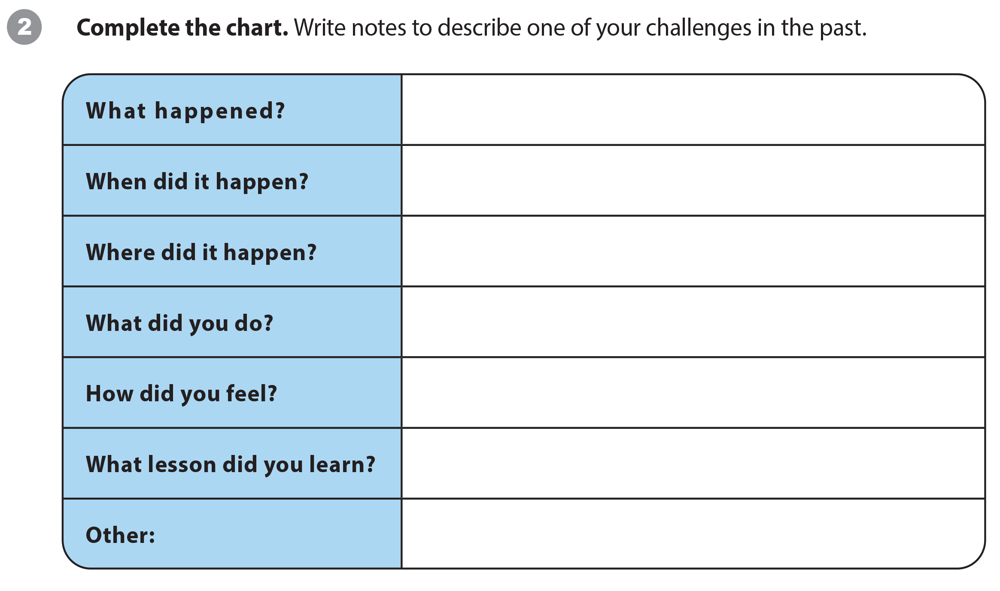 2 Complete the chart. Write notes to describe one of your challenges in the past.
What happened?
When did it happen?
Where did it happen?
What did you do?
How did you feel?
What lesson did you learn?
Other: